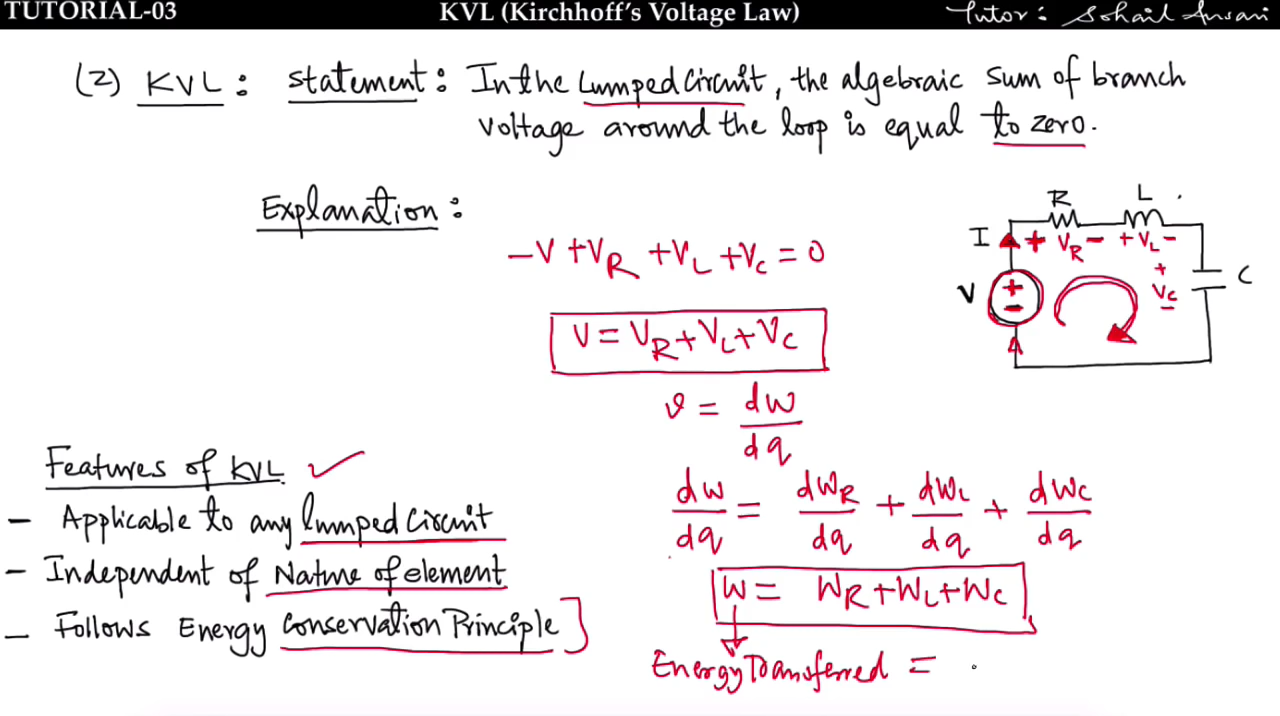 TUTORIAL-03
KVL (Kirchhoff's Voltage Law)
Tutor: Sohail Ansari
(2) KVL: statement: In the Lumped Circuit, the algebraic sum of branch
voltage around the loop is equal to zero.
Explanation:
-V + VR + VL + Vc = 0
V = VR + VL + VC
v = dw/dq
dw/dq = dWR/dq + dWL/dq + dWc/dq
W = WR + WL + Wc
Energy Transferred =
R L
I + VR - + VL -
V + - + Vc - C
Features of KVL ✓
- Applicable to any lumped Circuit
- Independent of Nature of element
- Follows Energy Conservation Principle